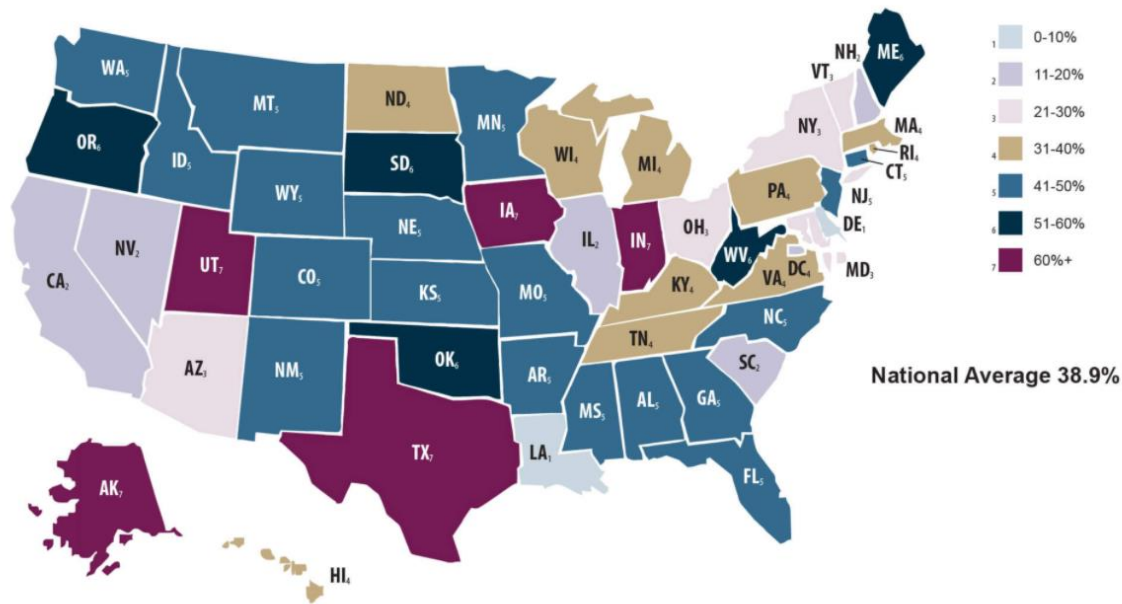 WA5
OR6
CA2
NV2
ID5
MT5
WY5
UT7
CO5
AZ3
NM5
ND4
SD6
NE5
KS5
OK6
TX7
MN5
IA7
MO5
AR5
LA1
WI4
IL2
MI4
IN7
OH3
KY4
TN4
MS5
AL5
GA5
FL5
SC2
NC5
VA4
WV6
DC4
MD3
DE1
PA4
NJ5
NY3
CT5
RI4
MA4
VT3
NH2
ME6
AK7
HI4
1 0-10%
2 11-20%
3 21-30%
4 31-40%
5 41-50%
6 51-60%
7 60%+
National Average 38.9%